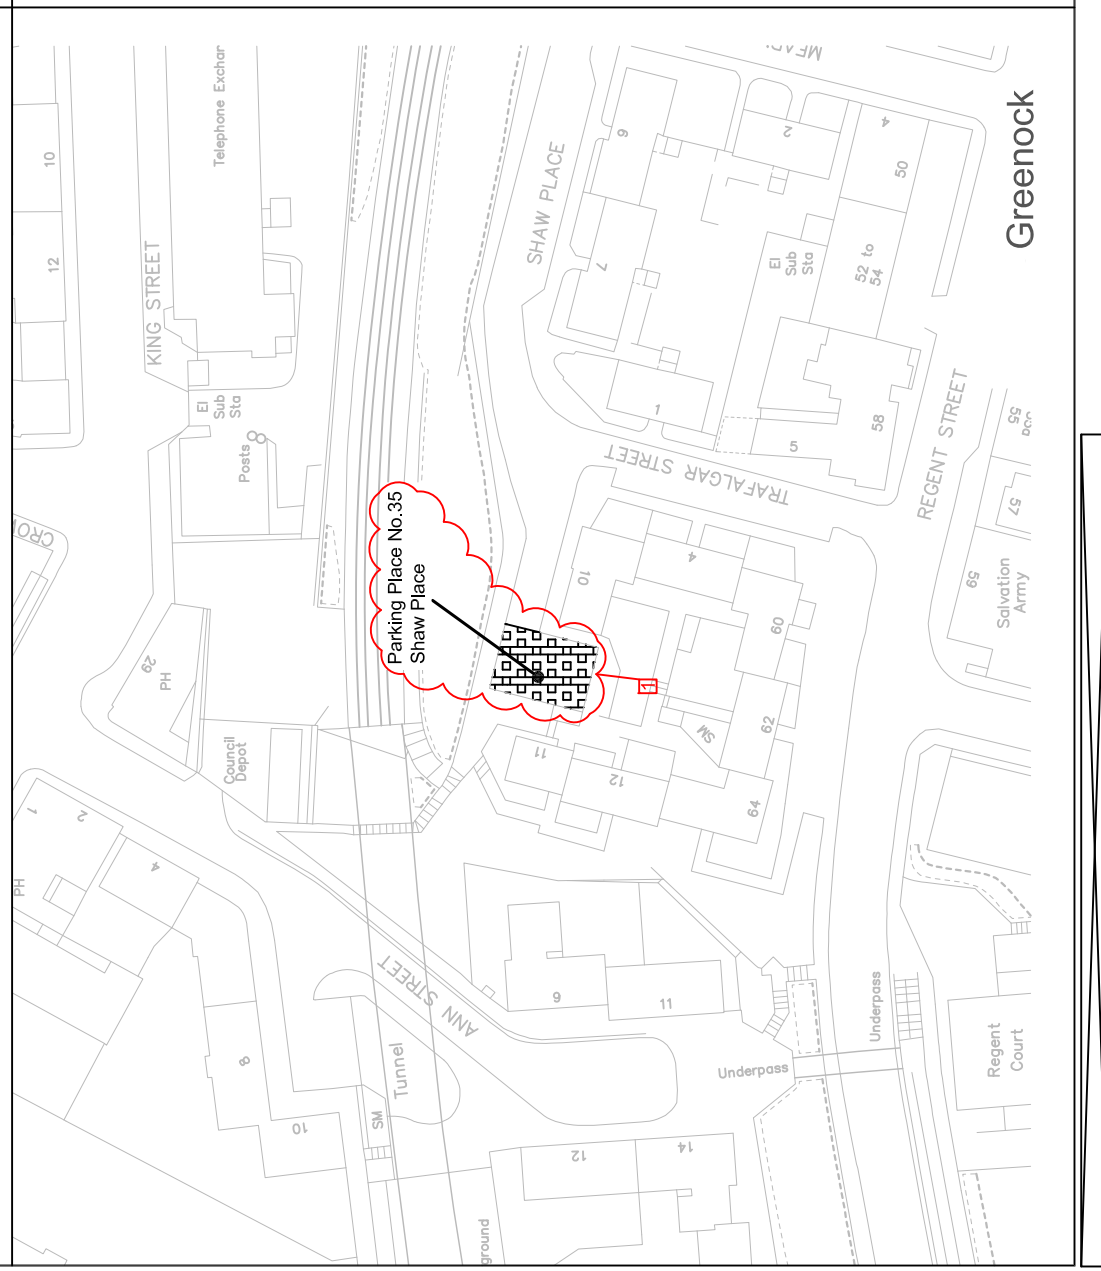 Telephone Exchan
10
12
KING STREET
El
Sub
Sta
Posts
CROW
29
PH
Council
Depot
1
2
4
PH
8
10
SM
Tunnel
ANN STREET
ground
12
14
9
11
Underpass
Underpass
Regent
Court
Parking Place No.35
Shaw Place
1
SHAW PLACE
9
7
1
2
4
50
52 to
54
El
Sub
Sta
58
5
TRAFALGAR STREET
REGENT STREET
55
57
59
Salvation
Army
10
4
60
62
SM
64
11
12
Greenock